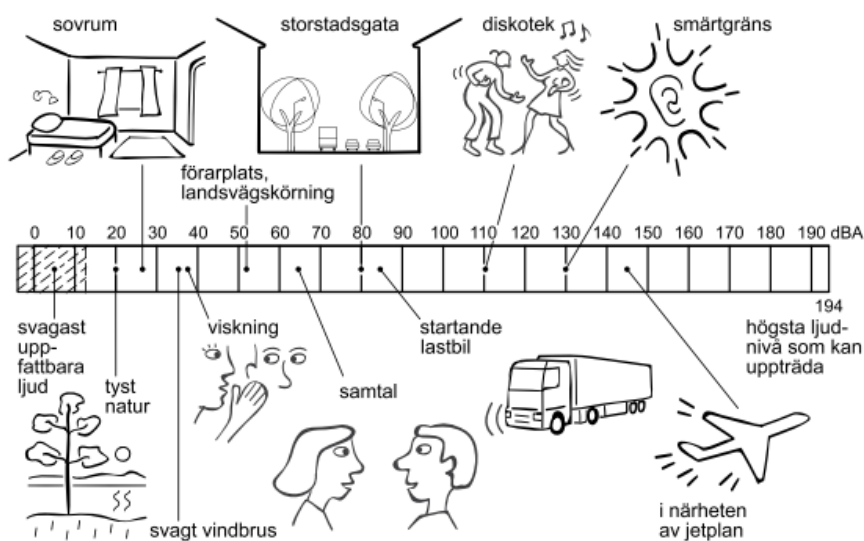 sovrum
storstadsgata
diskotek
smärtgräns
förarplats,
landsvägskörning
0 10 20 30 40 50 60 70 80 90 100 110 120 130 140 150 160 170 180 190 dBA
194
svagast
upp-
fattbara
ljud
tyst
natur
svagt vindbrus
viskning
samtal
startande
lastbil
i närheten
av jetplan
högsta ljud-
nivå som kan
uppträda